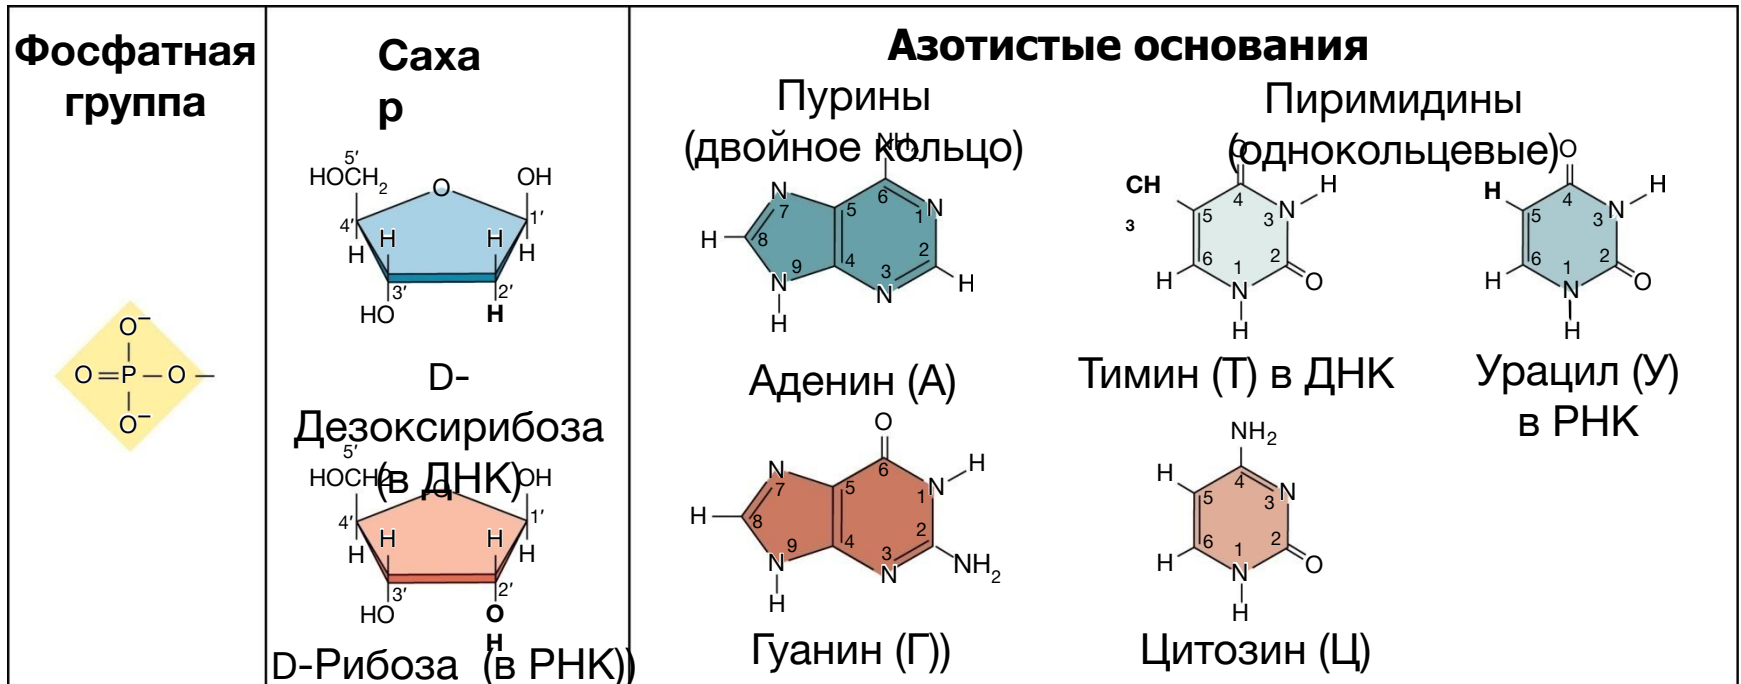 Фосфатная
группа
O⁻
O=P—O—
O⁻
Саха
р
5′
HOCH2 O OH
4′ 1′
H H H H
3′ 2′
HO H
D-
Дезоксирибоза
(в ДНК)
5′
HOCH2 O OH
4′ 1′
H H H H
3′ 2′
HO O
H
D-Рибоза (в РНК))
Азотистые основания
Пурины
(двойное кольцо)
NH2
N 7 5 6 1 N
H 8 2
9 4 3 H
N N
H
Аденин (А)
O
N 7 5 6 1 N H
H 8 2
9 4 3 NH2
N N
H
Гуанин (Г))
Пиримидины
(однокольцевые)
O
CH
3
4 H
5 3 N
6 1 2
H N O
H
Тимин (Т) в ДНК
O
H 4 H
5 3 N
6 1 2
H N O
H
Урацил (У)
в РНК
NH2
H 4
5 3 N
6 1 2
H N O
H
Цитозин (Ц)